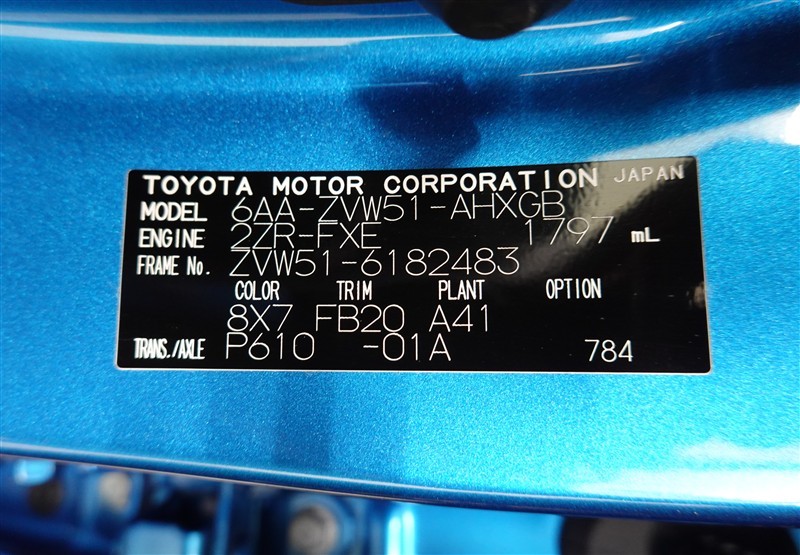 TOYOTA MOTOR CORPORATION JAPAN
MODEL 6AA-ZVW51-AHXGB
ENGINE 2ZR-FXE 1797 mL
FRAME No. ZVW51-6182483
COLOR TRIM PLANT OPTION
8X7 FB20 A41
TRANS./AXLE P610 -01A 784